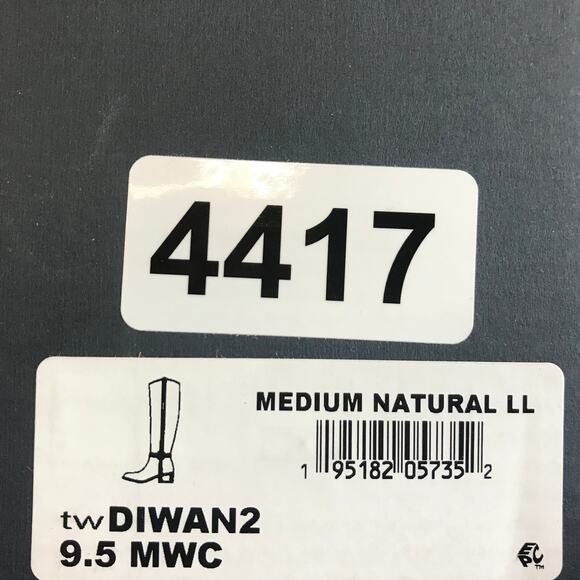 4417
MEDIUM NATURAL LL
1 95182 05735 2
twDIWAN2
9.5 MWC